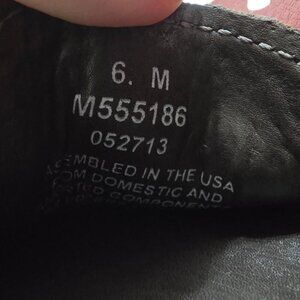 6. M
M555186
052713
ASSEMBLED IN THE USA
FROM DOMESTIC AND